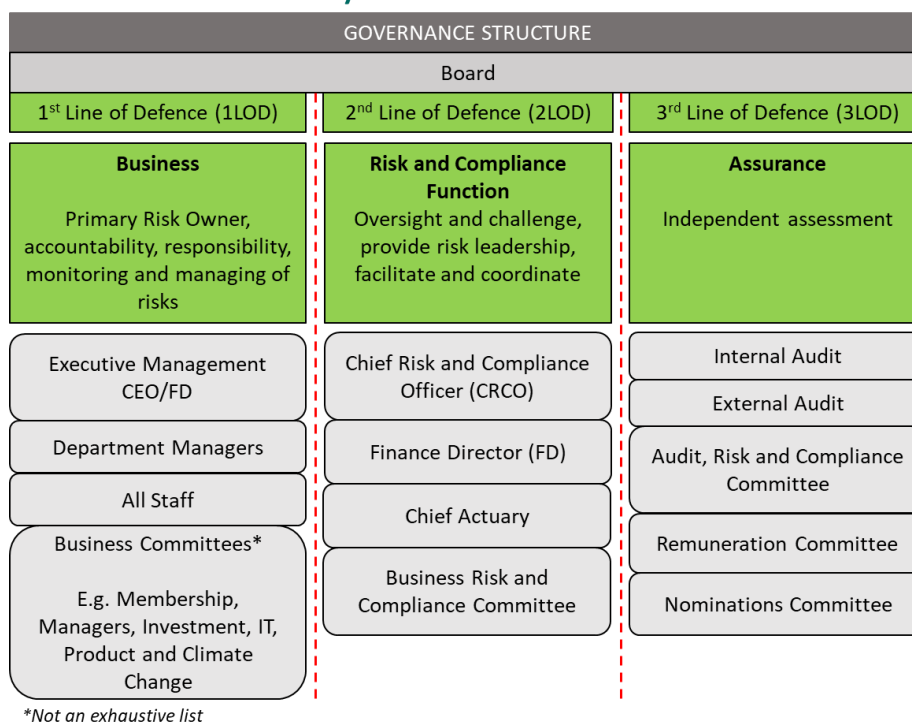 GOVERNANCE STRUCTURE
Board
1st Line of Defence (1LOD)
2nd Line of Defence (2LOD)
3rd Line of Defence (3LOD)
Business
Primary Risk Owner,
accountability, responsibility,
monitoring and managing of
risks
Risk and Compliance
Function
Oversight and challenge,
provide risk leadership,
facilitate and coordinate
Assurance
Independent assessment
Executive Management
CEO/FD
Department Managers
All Staff
Business Committees*
E.g. Membership,
Managers, Investment, IT,
Product and Climate
Change
Chief Risk and Compliance
Officer (CRCO)
Finance Director (FD)
Chief Actuary
Business Risk and
Compliance Committee
Internal Audit
External Audit
Audit, Risk and Compliance
Committee
Remuneration Committee
Nominations Committee
*Not an exhaustive list